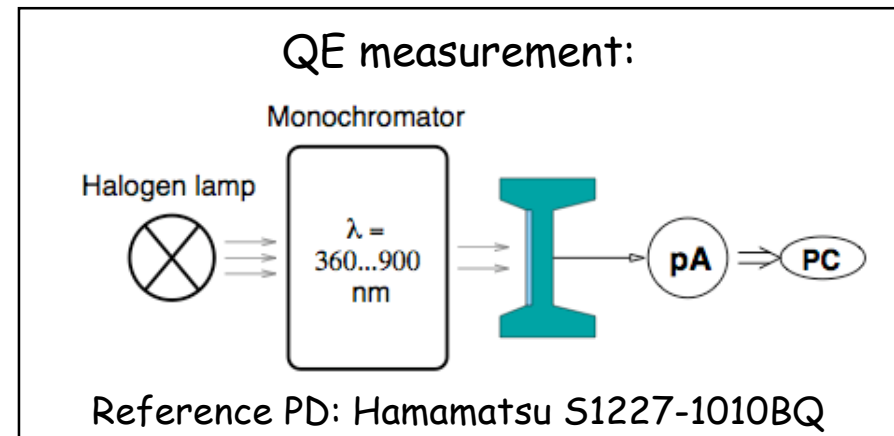 QE measurement:
Monochromator
Halogen lamp
λ =
360...900
nm
pA
PC
Reference PD: Hamamatsu S1227-1010BQ